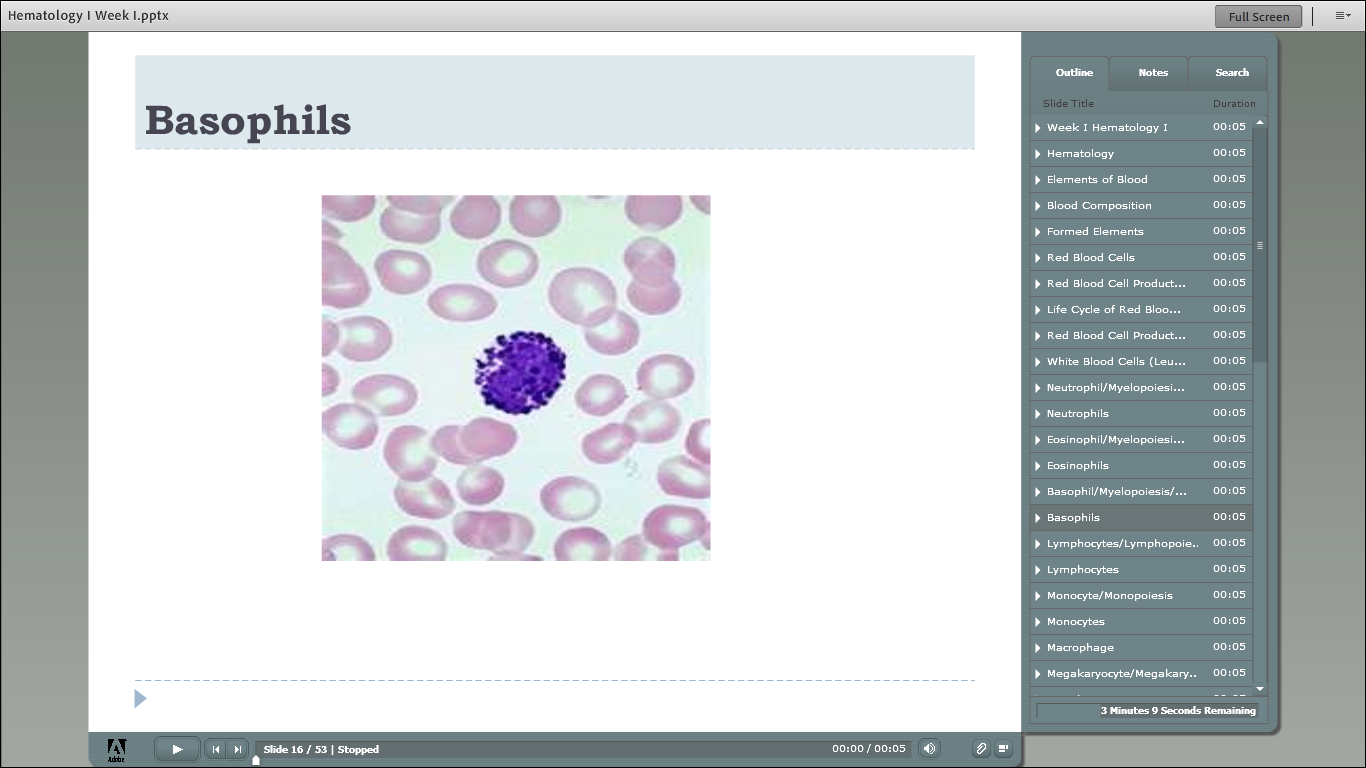 Hematology I Week I.pptx
Full Screen
Basophils
Outline Notes Search
Slide Title Duration
Week I Hematology I 00:05
Hematology 00:05
Elements of Blood 00:05
Blood Composition 00:05
Formed Elements 00:05
Red Blood Cells 00:05
Red Blood Cell Product... 00:05
Life Cycle of Red Bloo... 00:05
Red Blood Cell Product... 00:05
White Blood Cells (Leu... 00:05
Neutrophil/Myelopoiesi... 00:05
Neutrophils 00:05
Eosinophil/Myelopoiesi... 00:05
Eosinophils 00:05
Basophil/Myelopoiesis/... 00:05
Basophils 00:05
Lymphocytes/Lymphopoie.. 00:05
Lymphocytes 00:05
Monocyte/Monopoiesis 00:05
Monocytes 00:05
Macrophage 00:05
Megakaryocyte/Megakary.. 00:05
3 Minutes 9 Seconds Remaining
Adobe
Slide 16 / 53 | Stopped 00:00 / 00:05